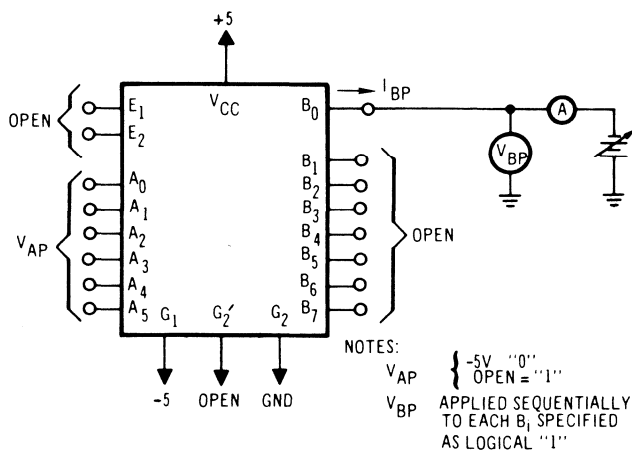 +5
V_CC
I_BP
OPEN
E1
E2
B0
A
V_BP
V_AP
A0
A1
A2
A3
A4
A5
B1
B2
B3
B4
B5
B6
B7
OPEN
G1
G2′
G2
-5
OPEN
GND
NOTES:
V_AP { -5V "0"
OPEN = "1"
V_BP APPLIED SEQUENTIALLY
TO EACH Bi SPECIFIED
AS LOGICAL "1"